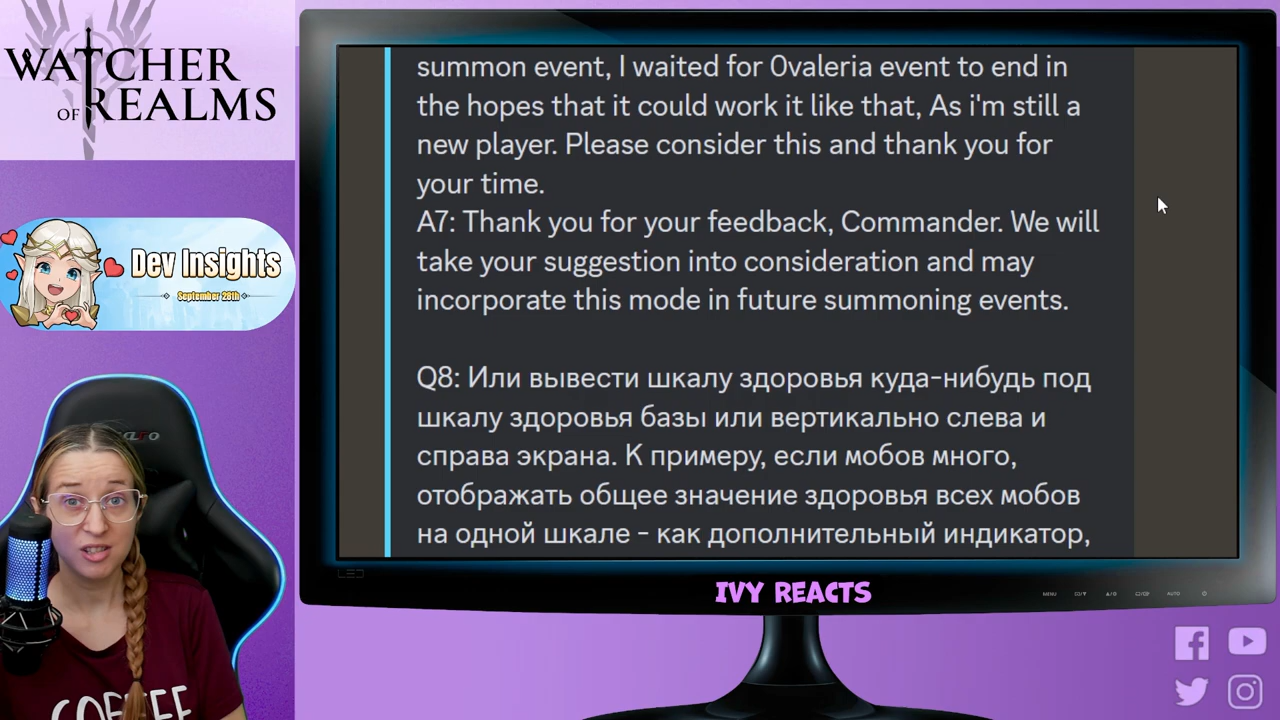 WATCHER
OF REALMS
Dev Insights
September 28th
summon event, I waited for Ovaleria event to end in
the hopes that it could work it like that, As i'm still a
new player. Please consider this and thank you for
your time.
A7: Thank you for your feedback, Commander. We will
take your suggestion into consideration and may
incorporate this mode in future summoning events.
Q8: Или вывести шкалу здоровья куда-нибудь под
шкалу здоровья базы или вертикально слева и
справа экрана. К примеру, если мобов много,
отображать общее значение здоровья всех мобов
на одной шкале - как дополнительный индикатор,
IVY REACTS
MENU
AUTO
COFFEE